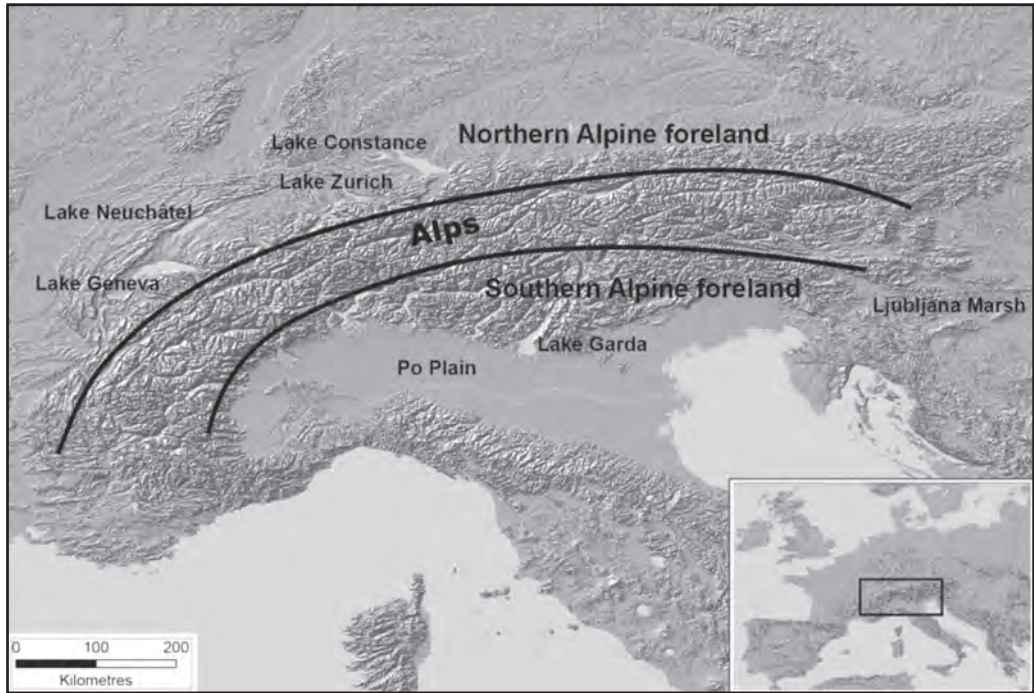 Northern Alpine foreland
Lake Constance
Lake Zurich
Lake Neuchâtel
Alps
Lake Geneva
Southern Alpine foreland
Ljubljana Marsh
Lake Garda
Po Plain
0 100 200
Kilometres